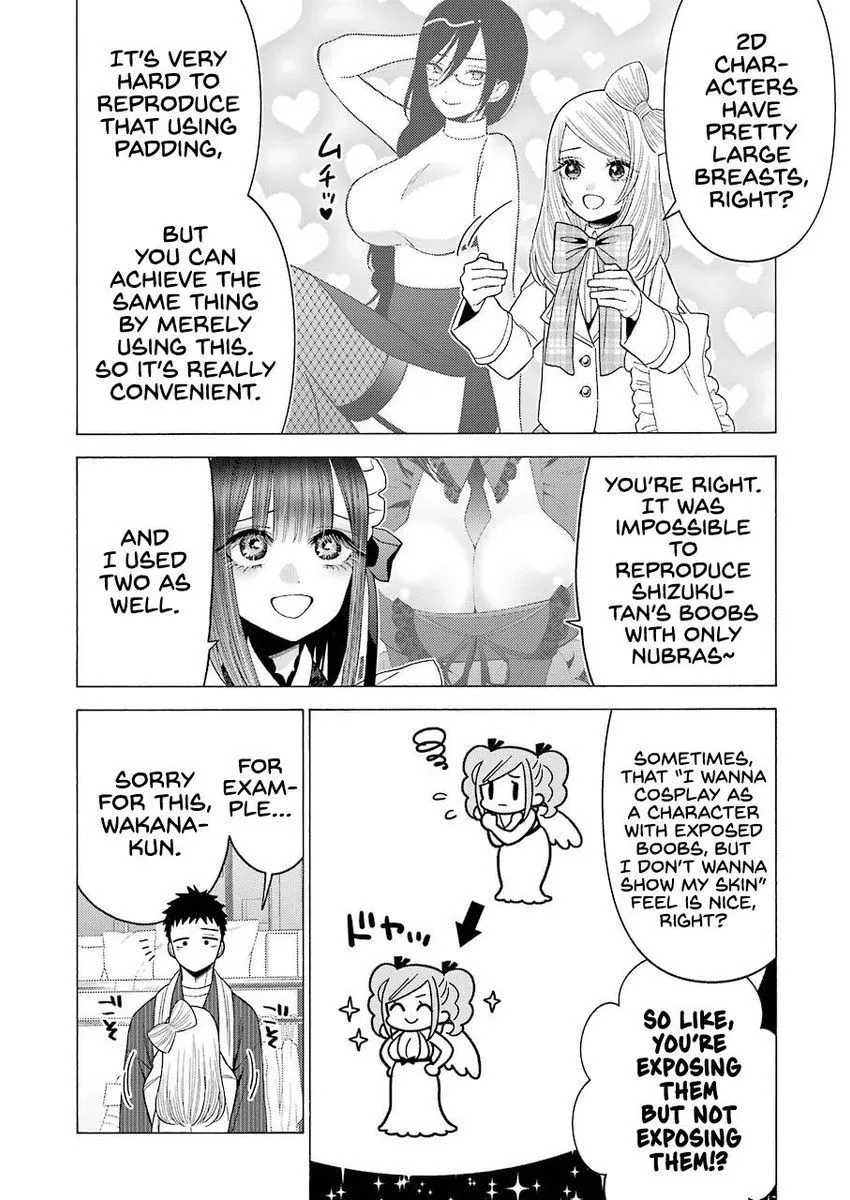 2D
CHAR-
ACTERS
HAVE
PRETTY
LARGE
BREASTS,
RIGHT?
IT'S VERY
HARD TO
REPRODUCE
THAT USING
PADDING,
ムチッ♥
BUT
YOU CAN
ACHIEVE THE
SAME THING
BY MERELY
USING THIS.
SO IT'S REALLY
CONVENIENT.
YOU'RE RIGHT.
IT WAS
IMPOSSIBLE
TO
REPRODUCE
SHIZUKU-
TAN'S BOOBS
WITH ONLY
NUBRAS~
AND
I USED
TWO AS
WELL.
SOMETIMES,
THAT "I WANNA
COSPLAY AS
A CHARACTER
WITH EXPOSED
BOOBS, BUT
I DON'T WANNA
SHOW MY SKIN"
FEEL IS NICE,
RIGHT?
ドヤッ
SO LIKE,
YOU'RE
EXPOSING
THEM
BUT NOT
EXPOSING
THEM!?
FOR
EXAM-
PLE...
SORRY
FOR THIS,
WAKANA-
KUN.